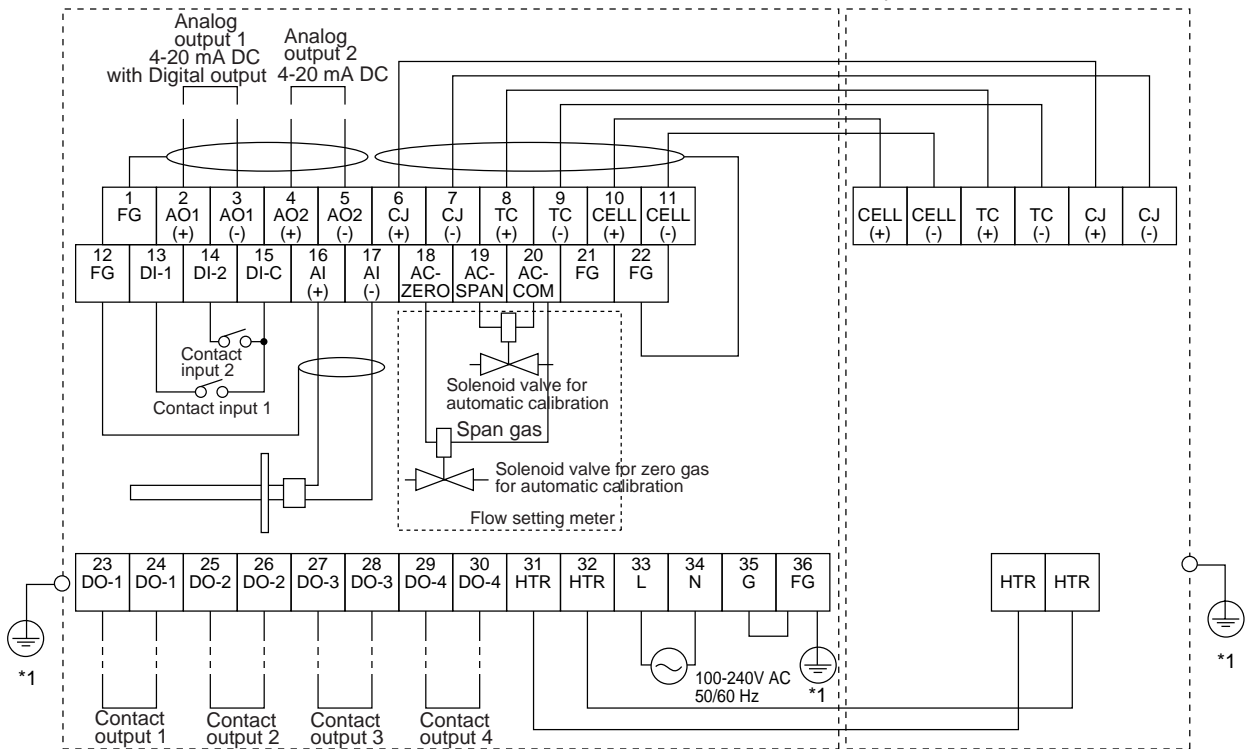 Analog
output 1
4-20 mA DC
with Digital output
Analog
output 2
4-20 mA DC
1 2 3 4 5 6 7 8 9 10 11
FG AO1 AO1 AO2 AO2 CJ CJ TC TC CELL CELL
(+) (-) (+) (-) (+) (-) (+) (-) (+) (-)
CELL CELL TC TC CJ CJ
(+) (-) (+) (-) (+) (-)
12 13 14 15 16 17 18 19 20 21 22
FG DI-1 DI-2 DI-C AI AI AC- AC- AC- FG FG
(+) (-) ZERO SPAN COM
Contact
input 2
Contact input 1
Solenoid valve for
automatic calibration
Span gas
Solenoid valve for zero gas
for automatic calibration
Flow setting meter
23 24 25 26 27 28 29 30 31 32 33 34 35 36
DO-1 DO-1 DO-2 DO-2 DO-3 DO-3 DO-4 DO-4 HTR HTR L N G FG
HTR HTR
*1
100-240V AC
50/60 Hz
*1
*1
Contact
output 1
Contact
output 2
Contact
output 3
Contact
output 4